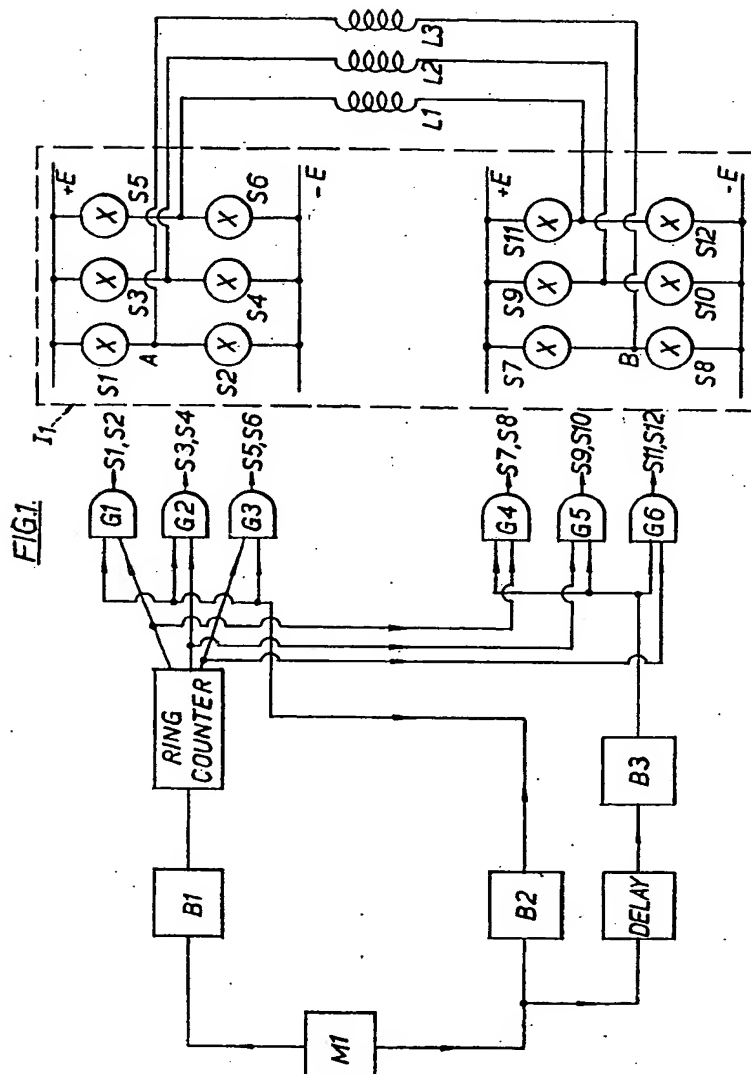 FIG.1.
I1
+E
S1
S3
S5
A
S2
S4
S6
-E
L1
L2
L3
+E
S7
S9
S11
B
S8
S10
S12
-E
G1
S1,S2
G2
S3,S4
G3
S5,S6
G4
S7,S8
G5
S9,S10
G6
S11,S12
RING
COUNTER
B1
M1
B2
DELAY
B3
X
X
X
X
X
X
X
X
X
X
X
X